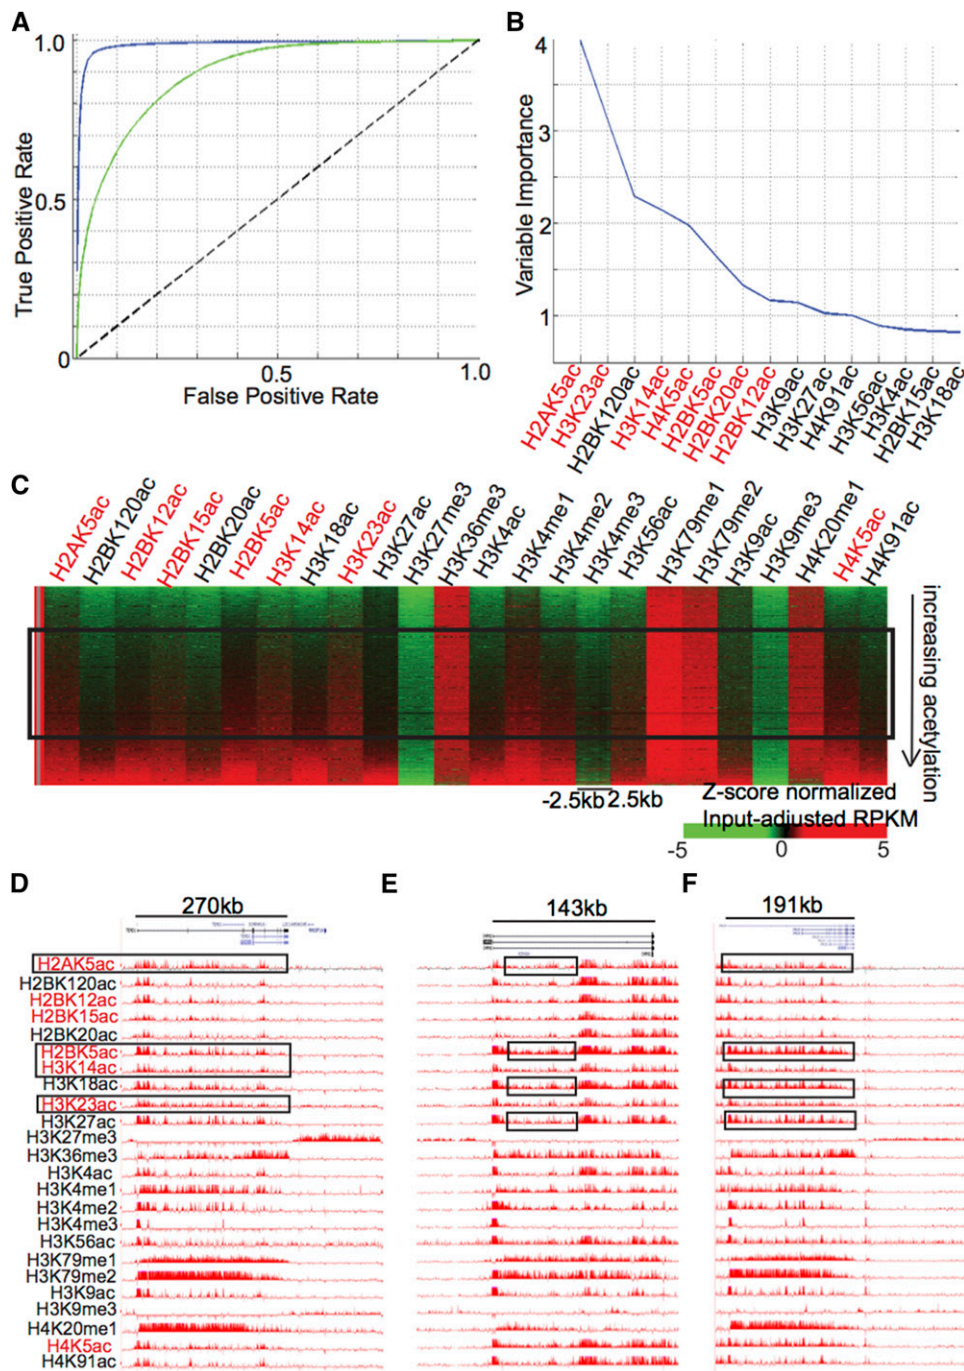 A
1.0
True Positive Rate
0.5
0
0.5
1.0
False Positive Rate
B
4
3
2
1
Variable Importance
H2AK5ac
H3K23ac
H2BK120ac
H3K14ac
H4K5ac
H2BK5ac
H2BK20ac
H2BK12ac
H3K9ac
H3K27ac
H4K91ac
H3K56ac
H3K4ac
H2BK15ac
H3K18ac
C
H2AK5ac
H2BK120ac
H2BK12ac
H2BK15ac
H2BK20ac
H2BK5ac
H3K14ac
H3K18ac
H3K23ac
H3K27ac
H3K27me3
H3K36me3
H3K4ac
H3K4me1
H3K4me2
H3K4me3
H3K56ac
H3K79me1
H3K79me2
H3K9ac
H3K9me3
H4K20me1
H4K5ac
H4K91ac
increasing acetylation
-2.5kb 2.5kb
Z-score normalized
Input-adjusted RPKM
-5 0 5
D
270kb
E
143kb
F
191kb
H2AK5ac
H2BK120ac
H2BK12ac
H2BK15ac
H2BK20ac
H2BK5ac
H3K14ac
H3K18ac
H3K23ac
H3K27ac
H3K27me3
H3K36me3
H3K4ac
H3K4me1
H3K4me2
H3K4me3
H3K56ac
H3K79me1
H3K79me2
H3K9ac
H3K9me3
H4K20me1
H4K5ac
H4K91ac